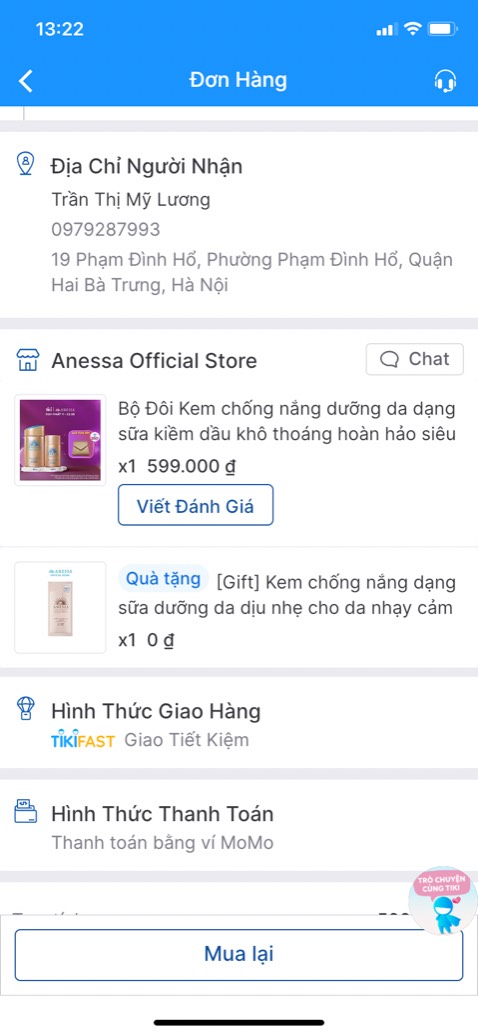 13:22
Đơn Hàng
Địa Chỉ Người Nhận
Trần Thị Mỹ Lương
0979287993
19 Phạm Đình Hổ, Phường Phạm Đình Hổ, Quận
Hai Bà Trưng, Hà Nội
Anessa Official Store
Chat
Bộ Đôi Kem chống nắng dưỡng da dạng
sữa kiềm dầu khô thoáng hoàn hảo siêu
x1 599.000 ₫
Viết Đánh Giá
Quà tặng [Gift] Kem chống nắng dạng
sữa dưỡng da dịu nhẹ cho da nhạy cảm
x1 0 ₫
Hình Thức Giao Hàng
TIKIFAST Giao Tiết Kiệm
Hình Thức Thanh Toán
Thanh toán bằng ví MoMo
TRÒ CHUYỆN
CÙNG TIKI
Mua lại